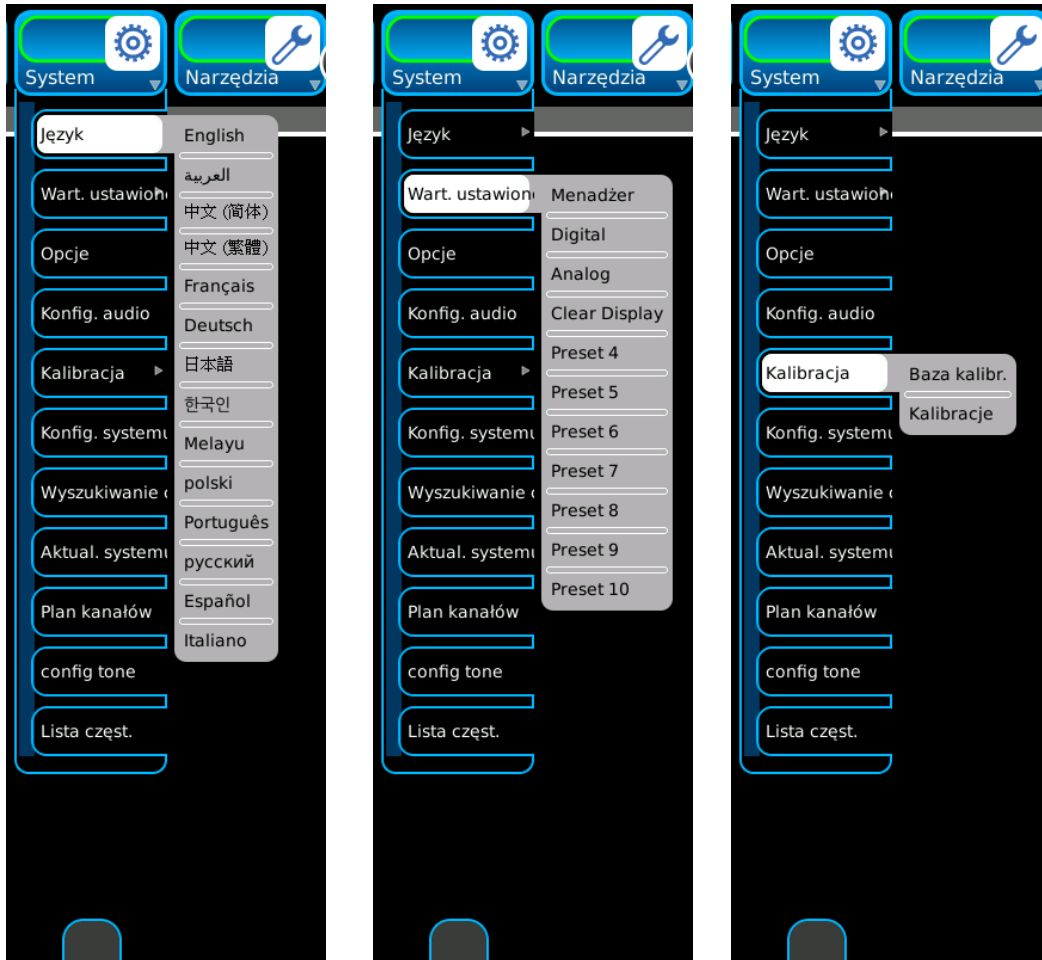 System
Narzędzia
Język
Wart. ustawion
Opcje
Konfig. audio
Kalibracja
Konfig. systemu
Wyszukiwanie
Aktual. systemu
Plan kanałów
config tone
Lista częst.
English
العربية
中文 (简体)
中文 (繁體)
Français
Deutsch
日本語
한국인
Melayu
polski
Português
русский
Español
Italiano
System
Narzędzia
Język
Wart. ustawion
Opcje
Konfig. audio
Kalibracja
Konfig. systemu
Wyszukiwanie
Aktual. systemu
Plan kanałów
config tone
Lista częst.
Menadżer
Digital
Analog
Clear Display
Preset 4
Preset 5
Preset 6
Preset 7
Preset 8
Preset 9
Preset 10
System
Narzędzia
Język
Wart. ustawion
Opcje
Konfig. audio
Kalibracja
Konfig. systemu
Wyszukiwanie
Aktual. systemu
Plan kanałów
config tone
Lista częst.
Baza kalibr.
Kalibracje